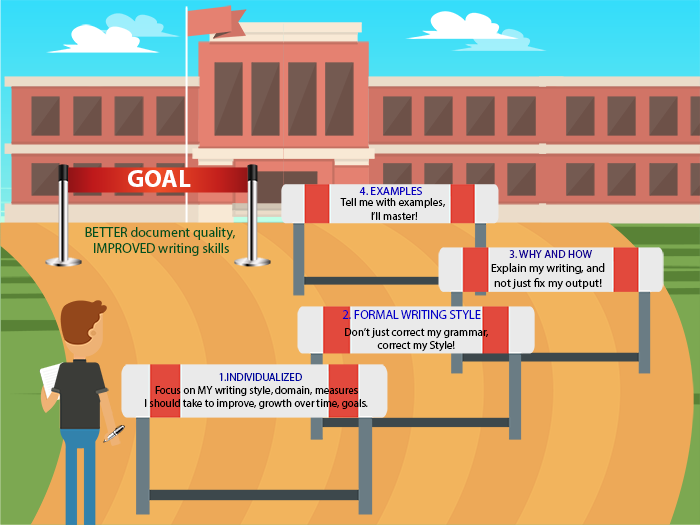 GOAL
BETTER document quality,
IMPROVED writing skills
4. EXAMPLES
Tell me with examples,
I'll master!
3. WHY AND HOW
Explain my writing, and
not just fix my output!
2. FORMAL WRITING STYLE
Don't just correct my grammar,
correct my Style!
1.INDIVIDUALIZED
Focus on MY writing style, domain, measures
I should take to improve, growth over time, goals.